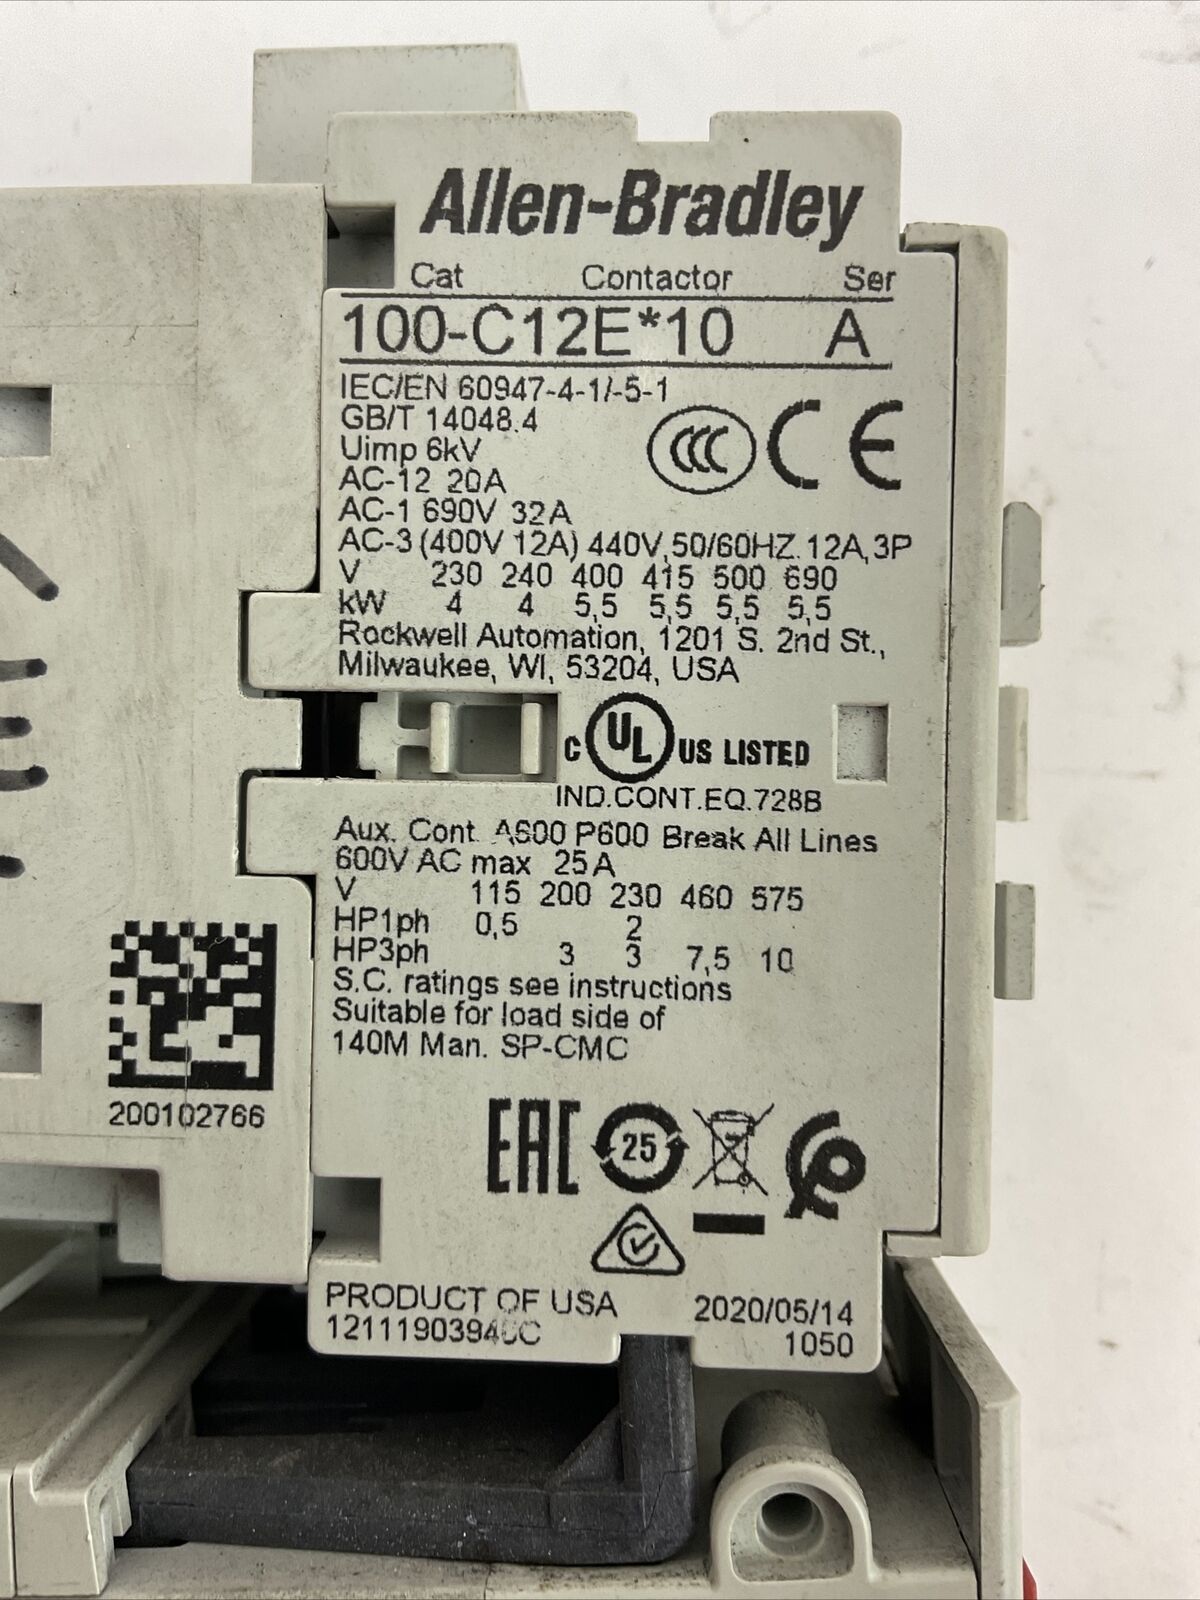 Allen-Bradley
Cat Contactor Ser
100-C12E*10 A
IEC/EN 60947-4-1/-5-1
GB/T 14048.4
Uimp 6kV
AC-12 20A
AC-1 690V 32A
AC-3 (400V 12A) 440V,50/60HZ.12A,3P
V 230 240 400 415 500 690
kW 4 4 5,5 5,5 5,5 5,5
Rockwell Automation, 1201 S. 2nd St.,
Milwaukee, WI, 53204, USA
CCC CE
C UL US LISTED
IND.CONT.EQ.728B
Aux. Cont. A600 P600 Break All Lines
600V AC max 25A
V 115 200 230 460 575
HP1ph 0,5 2
HP3ph 3 3 7,5 10
S.C. ratings see instructions
Suitable for load side of
140M Man. SP-CMC
200102766
EAC 25
PRODUCT OF USA 2020/05/14
1050